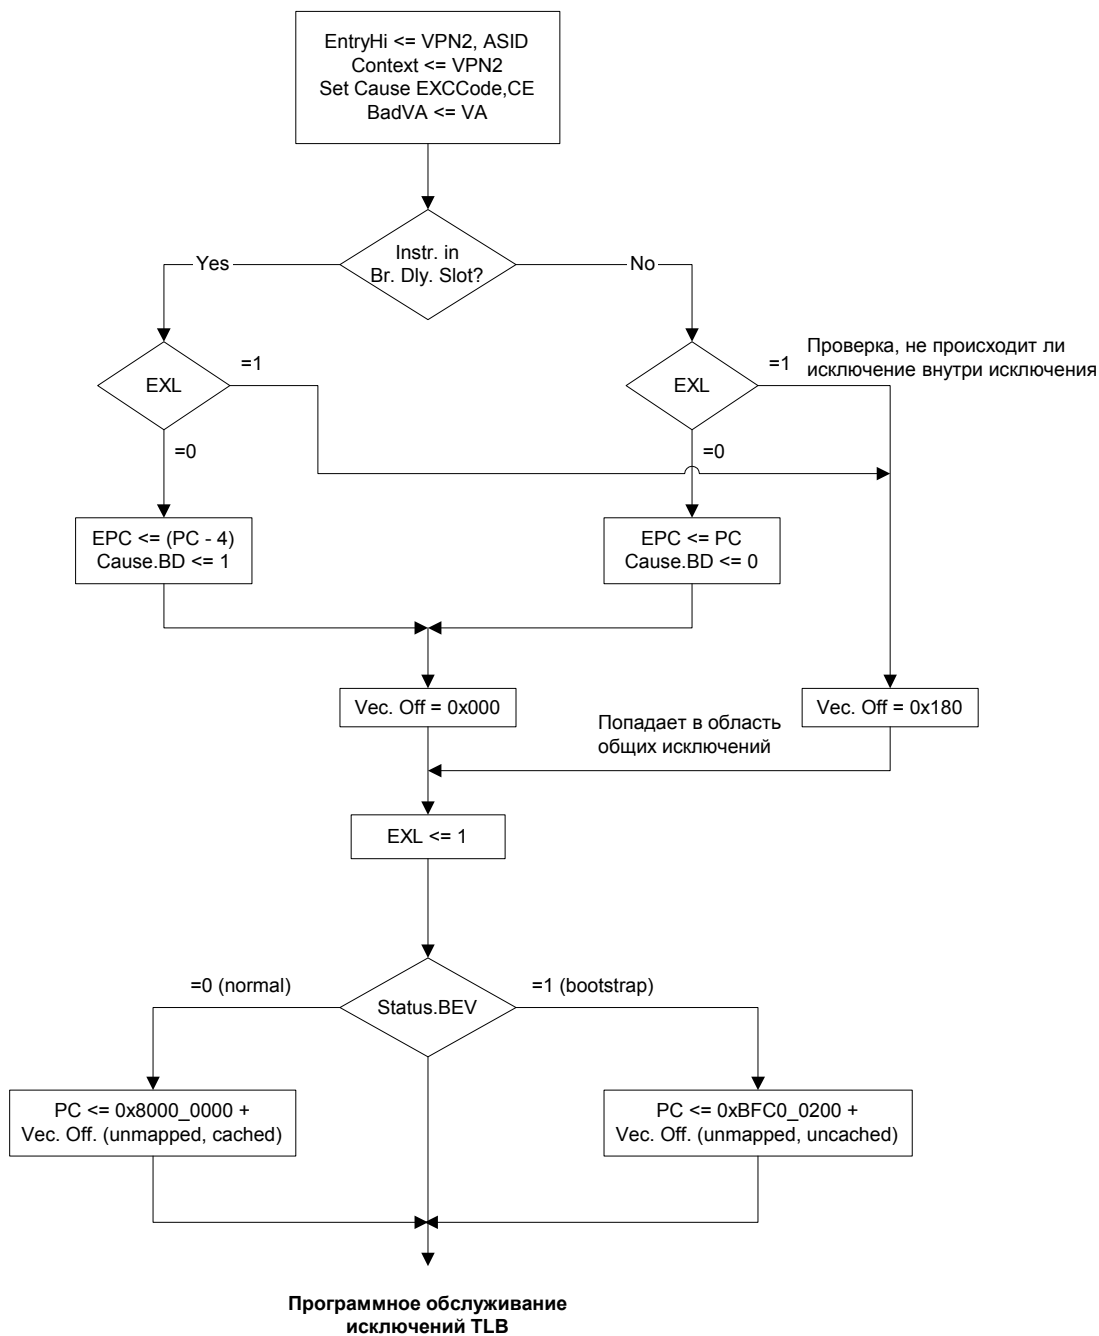 EntryHi <= VPN2, ASID
Context <= VPN2
Set Cause EXCCode,CE
BadVA <= VA
Instr. in
Br. Dly. Slot?
Yes
No
EXL
=1
=0
EXL
=1
=0
Проверка, не происходит ли
исключение внутри исключения
EPC <= (PC - 4)
Cause.BD <= 1
EPC <= PC
Cause.BD <= 0
Vec. Off = 0x000
Vec. Off = 0x180
Попадает в область
общих исключений
EXL <= 1
Status.BEV
=0 (normal)
=1 (bootstrap)
PC <= 0x8000_0000 +
Vec. Off. (unmapped, cached)
PC <= 0xBFC0_0200 +
Vec. Off. (unmapped, uncached)
Программное обслуживание
исключений TLB